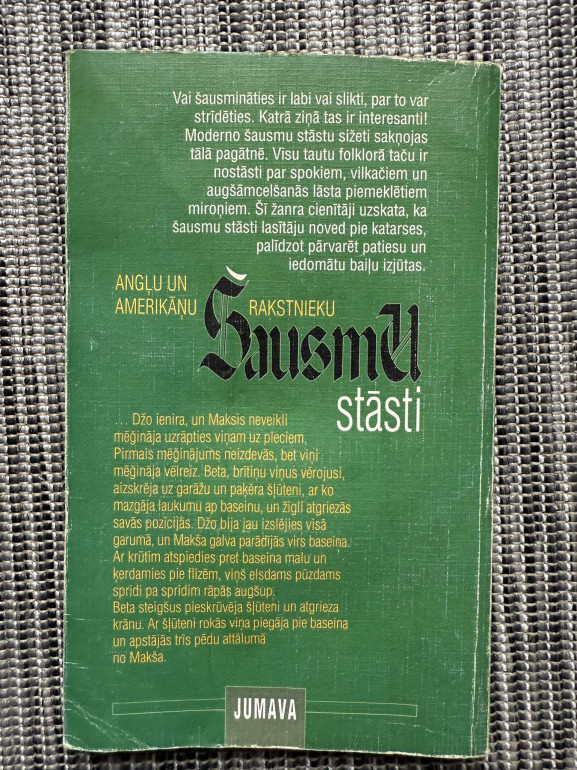 Vai šausmināties ir labi vai slikti, par to var
strīdēties. Katrā ziņā tas ir interesanti!
Moderno šausmu stāstu sižeti sakņojas
tālā pagātnē. Visu tautu folklorā taču ir
nostāsti par spokiem, vilkačiem un
augšāmcelšanās lāsta piemeklētiem
miroņiem. Šī žanra cienītāji uzskata, ka
šausmu stāsti lasītāju noved pie katarses,
palīdzot pārvarēt patiesu un
iedomātu baiļu izjūtas.
ANGĻU UN
AMERIKĀŅU RAKSTNIEKU
Šausmu
stāsti
... Džo ienira, un Maksis neveikli
mēģināja uzrāpties viņam uz pleciem,
Pirmais mēģinājums neizdevās, bet viņi
mēģināja vēlreiz. Beta, brītiņu viņus vērojusi,
aizskrēja uz garāžu un paķēra šļūteni, ar ko
mazgāja laukumu ap baseinu, un žigli atgriezās
savās pozīcijās. Džo bija jau izslējies visā
garumā, un Makša galva parādījās virs baseina.
Ar krūtīm atspiedies pret baseina malu un
ķerdamies pie flīzēm, viņš elsdams pūzdams
sprīdi pa sprīdim rāpās augšup.
Beta steigšus pieskrūvēja šļūteni un atgrieza
krānu. Ar šļūteni rokās viņa piegāja pie baseina
un apstājās trīs pēdu attālumā
no Makša.
JUMAVA